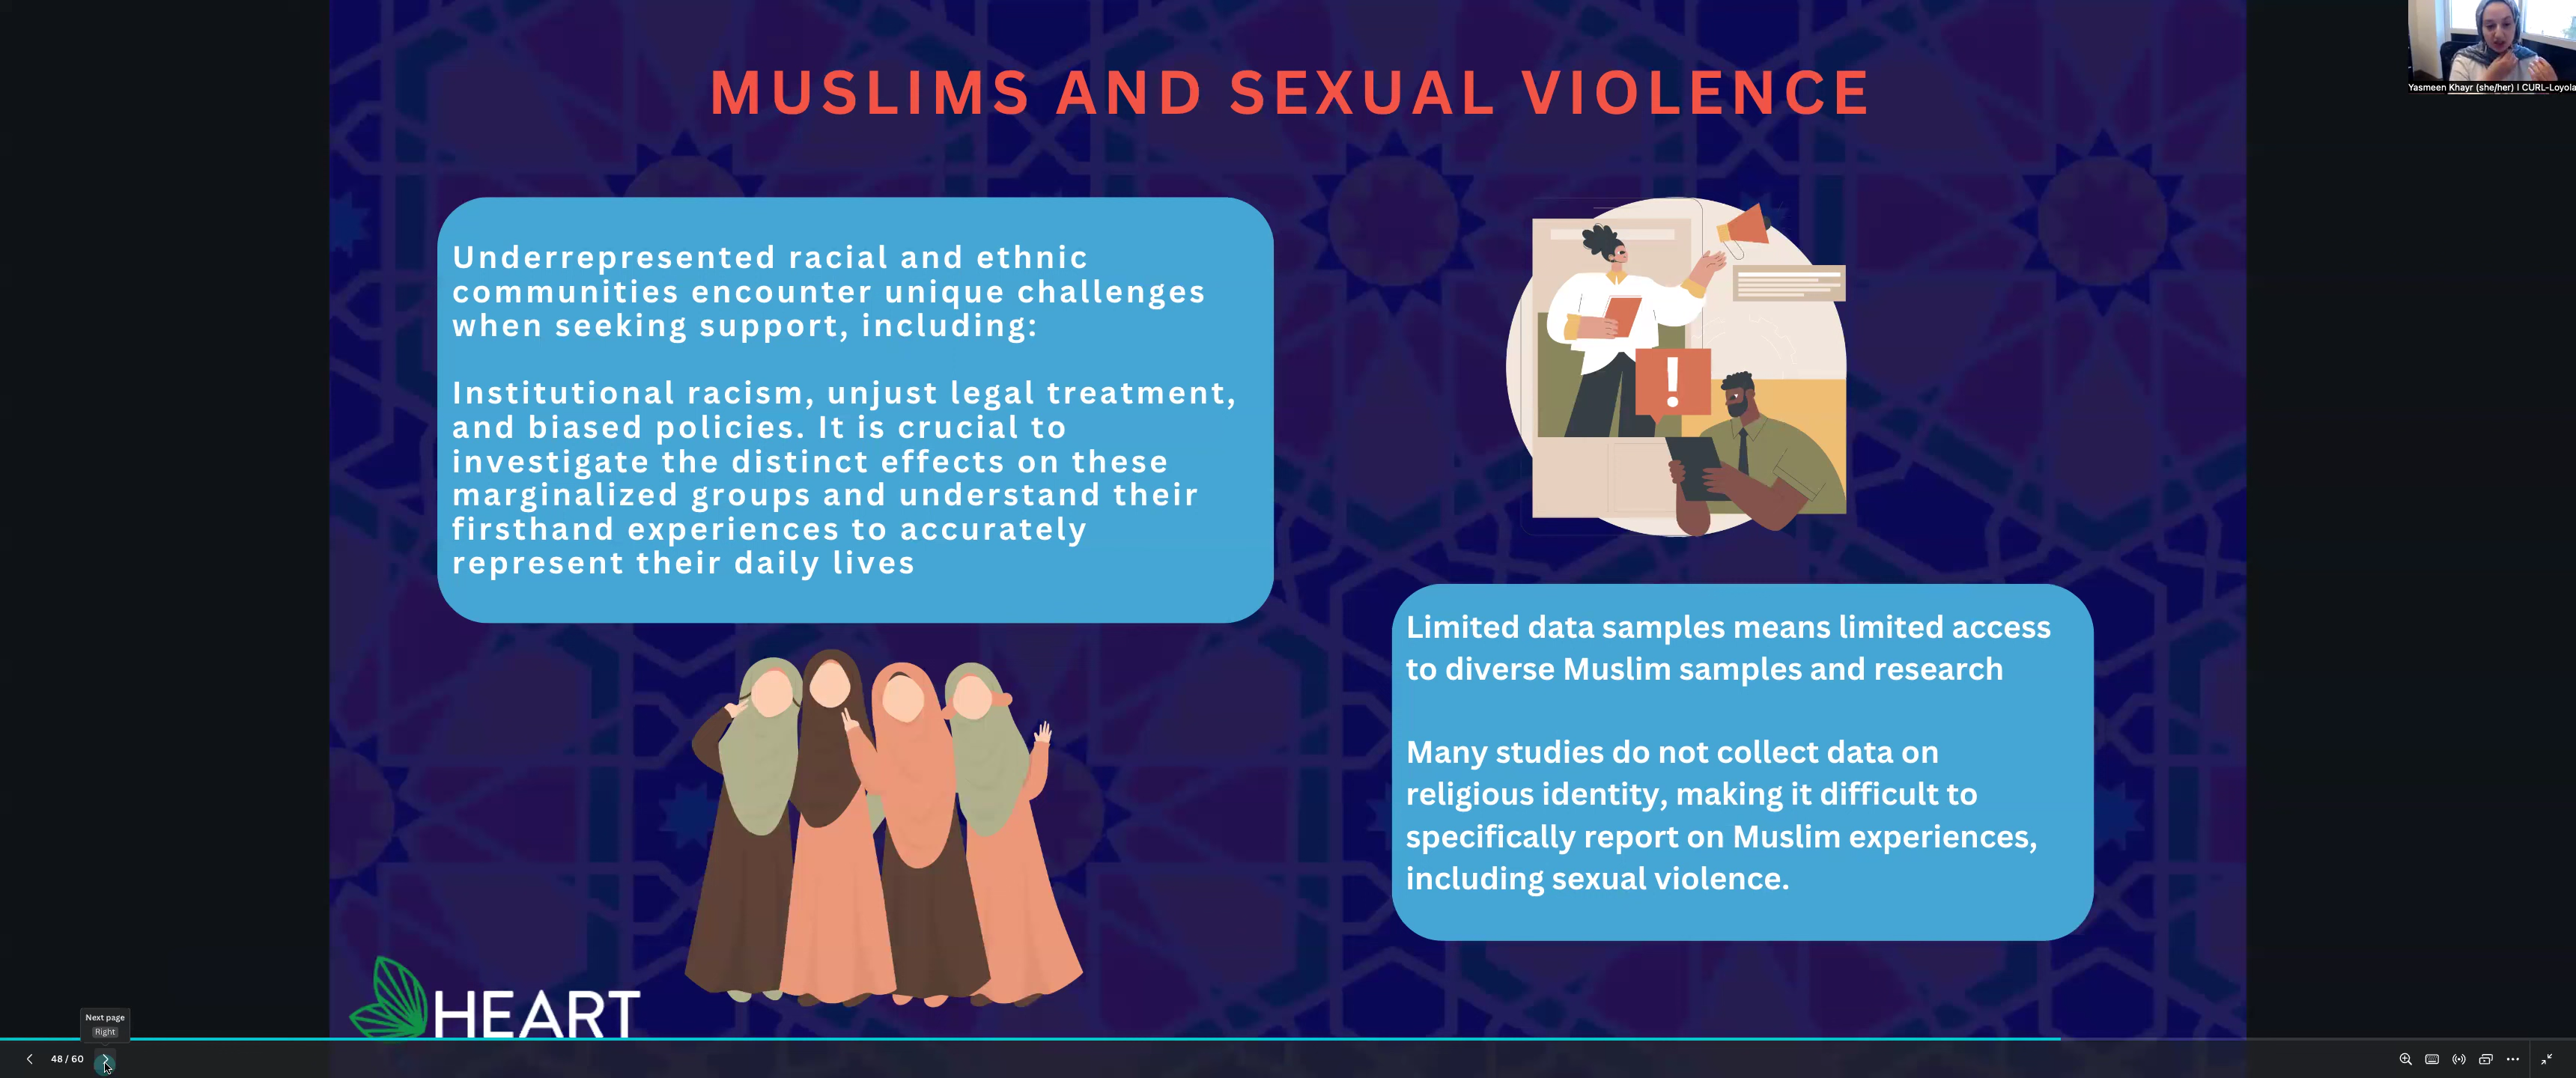 MUSLIMS AND SEXUAL VIOLENCE
Underrepresented racial and ethnic
communities encounter unique challenges
when seeking support, including:
Institutional racism, unjust legal treatment,
and biased policies. It is crucial to
investigate the distinct effects on these
marginalized groups and understand their
firsthand experiences to accurately
represent their daily lives
Limited data samples means limited access
to diverse Muslim samples and research
Many studies do not collect data on
religious identity, making it difficult to
specifically report on Muslim experiences,
including sexual violence.
HEART
Yasmeen Khayr (she/her) | CURL-Loyola
Next page
Right
48 / 60